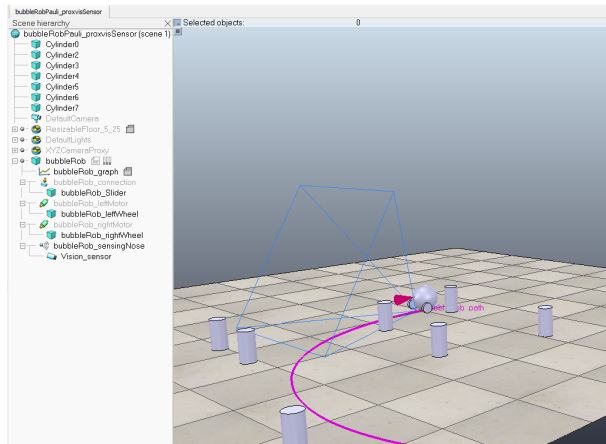 bubbleRobPauli_proxvisSensor
Scene hierarchy
Selected objects: 0
bubbleRobPauli_proxvisSensor (scene 1)
Cylinder0
Cylinder2
Cylinder3
Cylinder4
Cylinder5
Cylinder6
Cylinder7
DefaultCamera
ResizableFloor_5_25
DefaultLights
XYZCameraProxy
bubbleRob
bubbleRob_graph
bubbleRob_connection
bubbleRob_Slider
bubbleRob_leftMotor
bubbleRob_leftWheel
bubbleRob_rightMotor
bubbleRob_rightWheel
bubbleRob_sensingNose
Vision_sensor
path